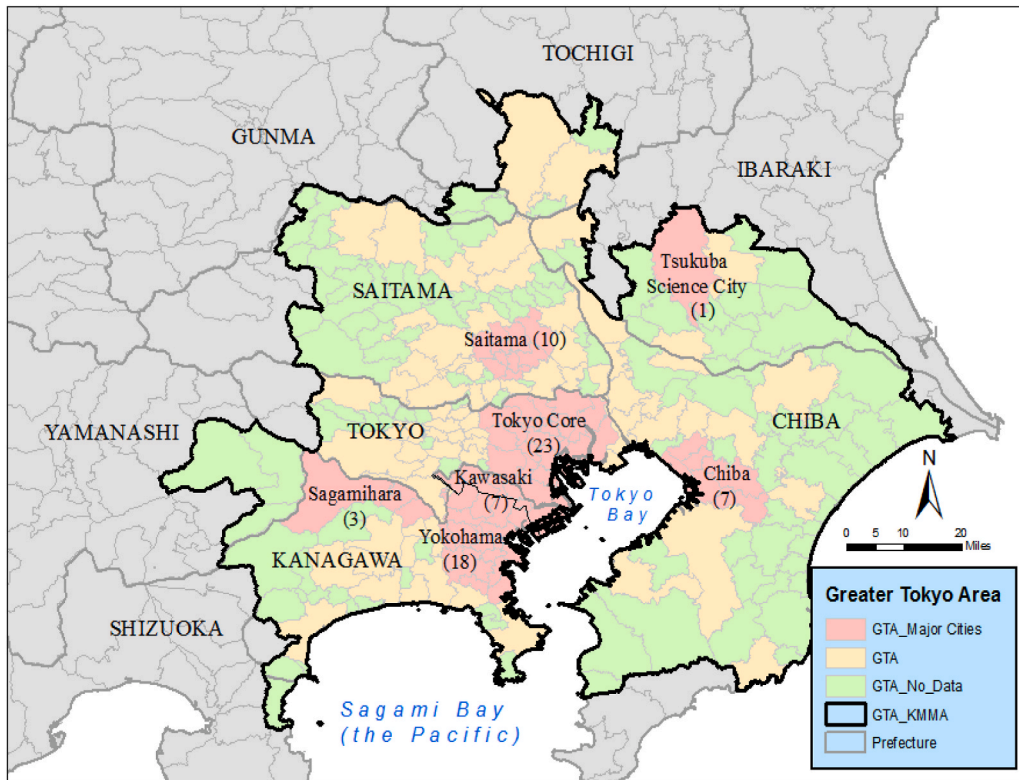 TOCHIGI
GUNMA
IBARAKI
Tsukuba
Science City
(1)
SAITAMA
Saitama (10)
YAMANASHI
TOKYO
Tokyo Core
(23)
CHIBA
Chiba
(7)
Kawasaki
(7)
Sagamihara
(3)
Tokyo
Bay
N
0 5 10 20
Miles
Yokohama
(18)
KANAGAWA
SHIZUOKA
Sagami Bay
(the Pacific)
Greater Tokyo Area
GTA_Major Cities
GTA
GTA_No_Data
GTA_KMMA
Prefecture